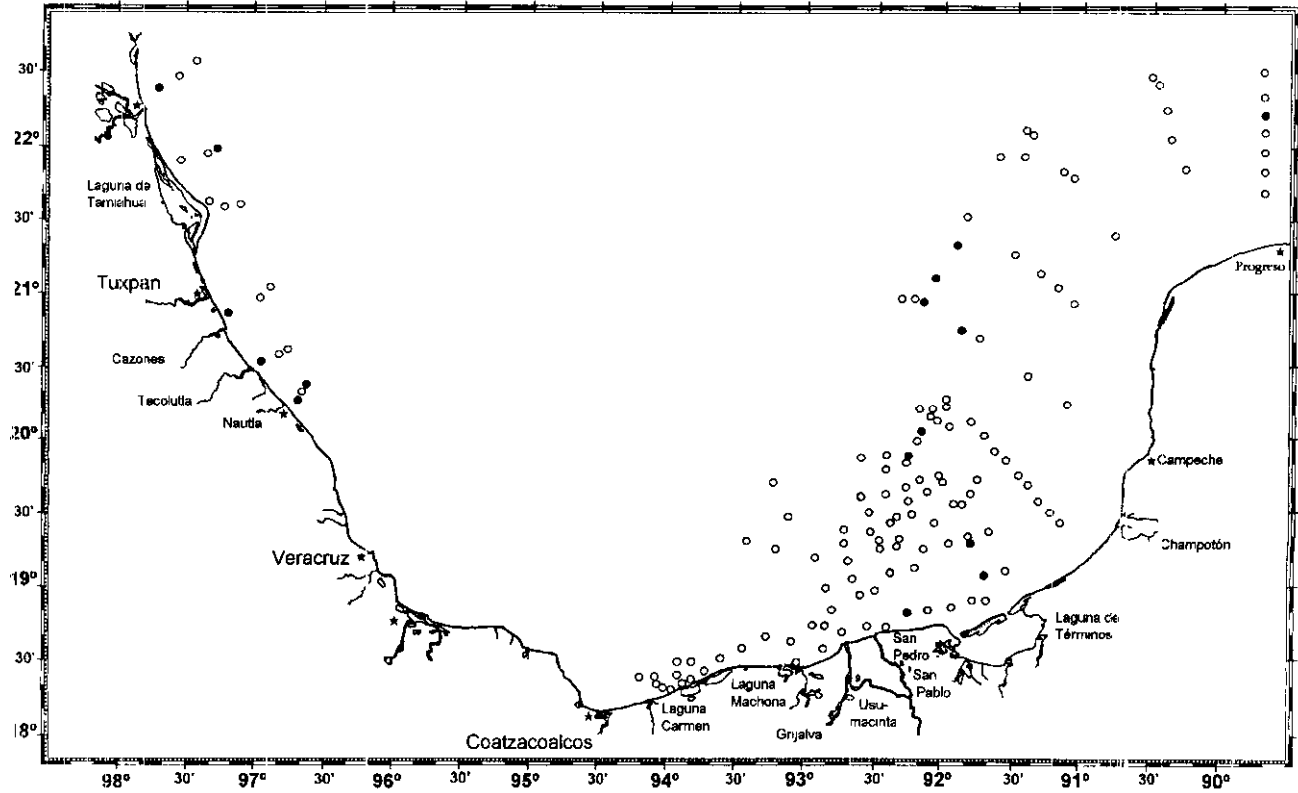 30'
22°
Laguna de
Tamiahua
30'
Progreso
Tuxpan
21°
Cazones
30'
Tecolutla
Nautla
20°
Campeche
30'
Champotón
Veracruz
19°
Laguna de
Términos
San
Pedro
30'
San
Pablo
Laguna
Machona
Laguna
Carmen
Usu-
macinta
Grijalva
18°
Coatzacoalcos
98° 30' 97° 30' 96° 30' 95° 30' 94° 30' 93° 30' 92° 30' 91° 30' 90°